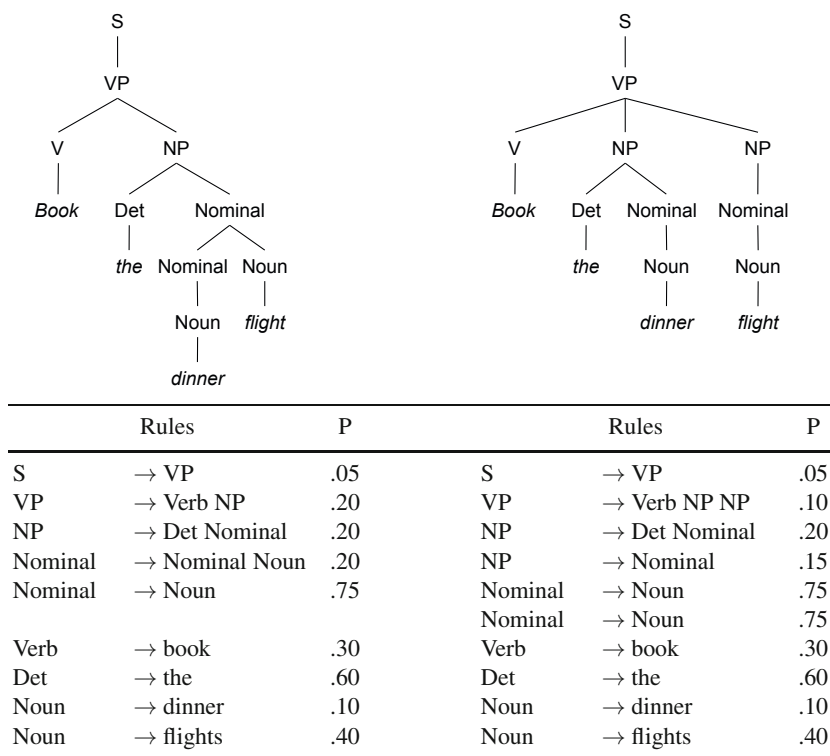 S S
VP VP
V NP V NP NP
Book Det Nominal Book Det Nominal Nominal
the Nominal Noun the Noun Noun
Noun flight dinner flight
dinner
Rules P Rules P
S → VP .05 S → VP .05
VP → Verb NP .20 VP → Verb NP NP .10
NP → Det Nominal .20 NP → Det Nominal .20
Nominal → Nominal Noun .20 NP → Nominal .15
Nominal → Noun .75 Nominal → Noun .75
Nominal → Noun .75
Verb → book .30 Verb → book .30
Det → the .60 Det → the .60
Noun → dinner .10 Noun → dinner .10
Noun → flights .40 Noun → flights .40